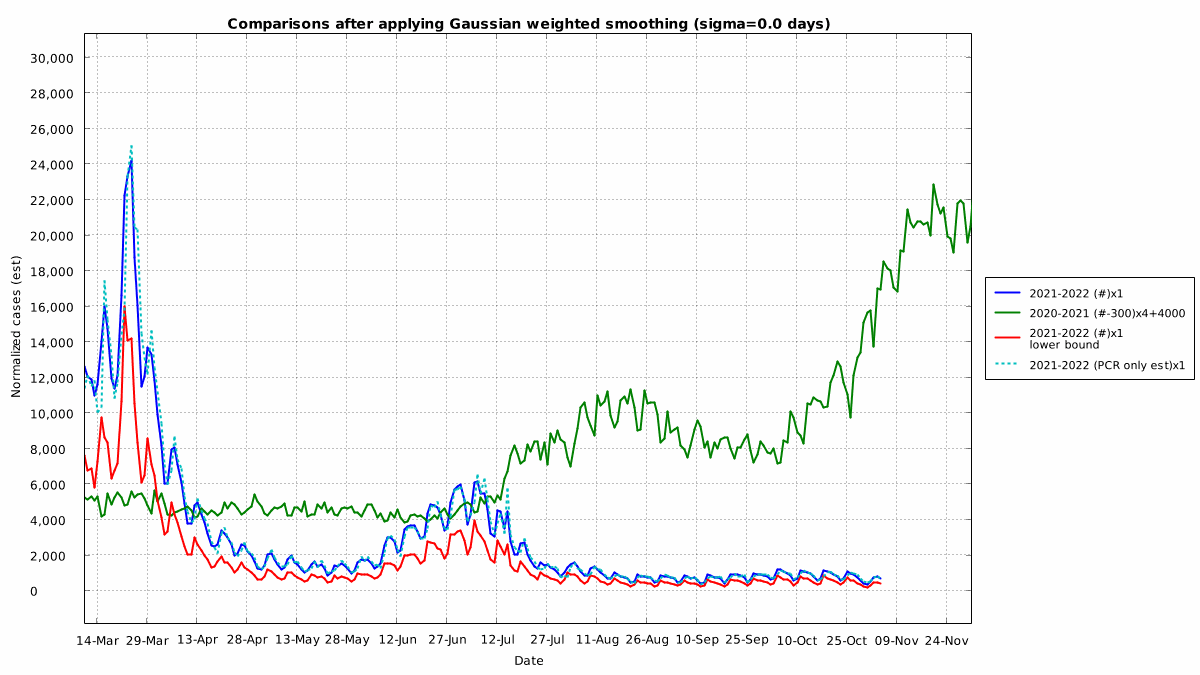 Comparisons after applying Gaussian weighted smoothing (sigma=0.0 days)
30,000
28,000
26,000
24,000
22,000
20,000
18,000
16,000
14,000
12,000
10,000
8,000
6,000
4,000
2,000
0
Normalized cases (est)
14-Mar 29-Mar 13-Apr 28-Apr 13-May 28-May 12-Jun 27-Jun 12-Jul 27-Jul 11-Aug 26-Aug 10-Sep 25-Sep 10-Oct 25-Oct 09-Nov 24-Nov
Date
2021-2022 (#)x1
2020-2021 (#-300)x4+4000
2021-2022 (#)x1
lower bound
2021-2022 (PCR only est)x1